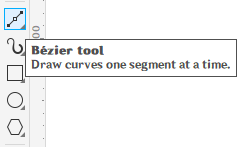 Bézier tool
Draw curves one segment at a time.